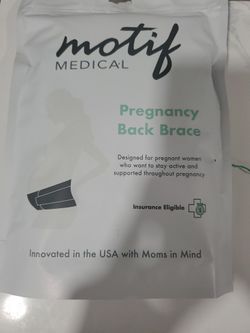 motif
MEDICAL
Pregnancy
Back Brace
Designed for pregnant women
who want to stay active and
supported throughout pregnancy
Insurance Eligible
Innovated in the USA with Moms in Mind